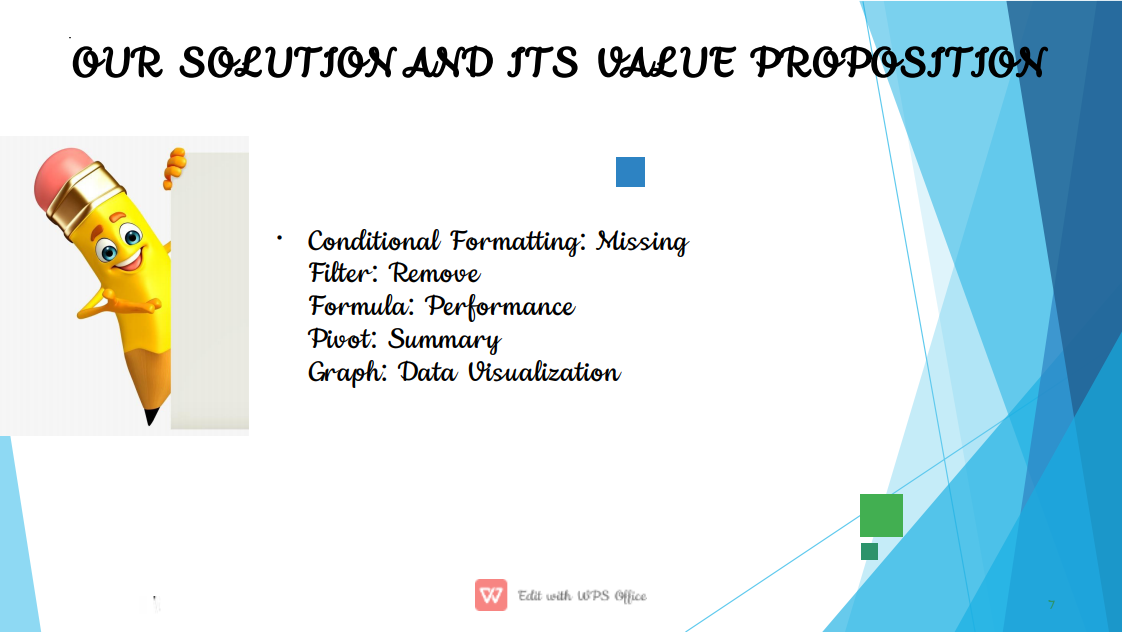 OUR SOLUTION AND ITS VALUE PROPOSITION
• Conditional Formatting: Missing
Filter: Remove
Formula: Performance
Pivot: Summary
Graph: Data Visualization
W Edit with WPS Office
7